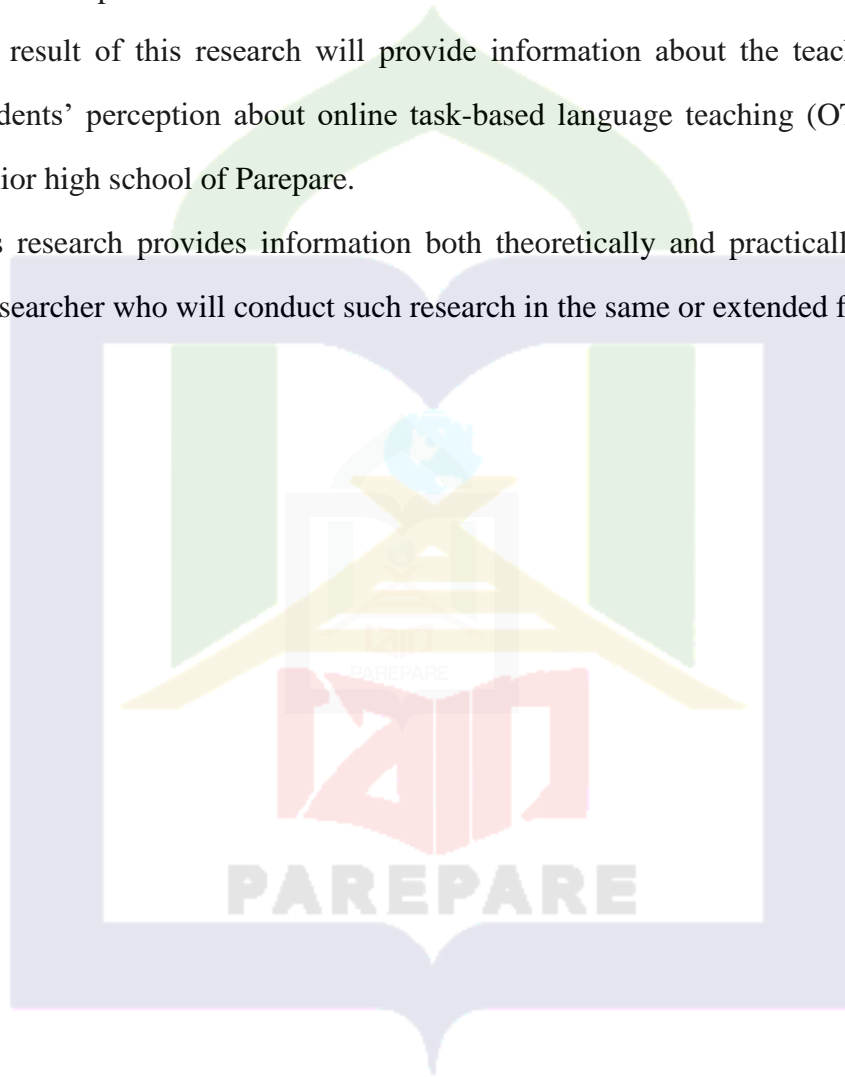 result of this research will provide information about the teac
dents’ perception about online task-based language teaching (OT
ior high school of Parepare.
s research provides information both theoretically and practically
searcher who will conduct such research in the same or extended f
PAREPARE
PAREPARE